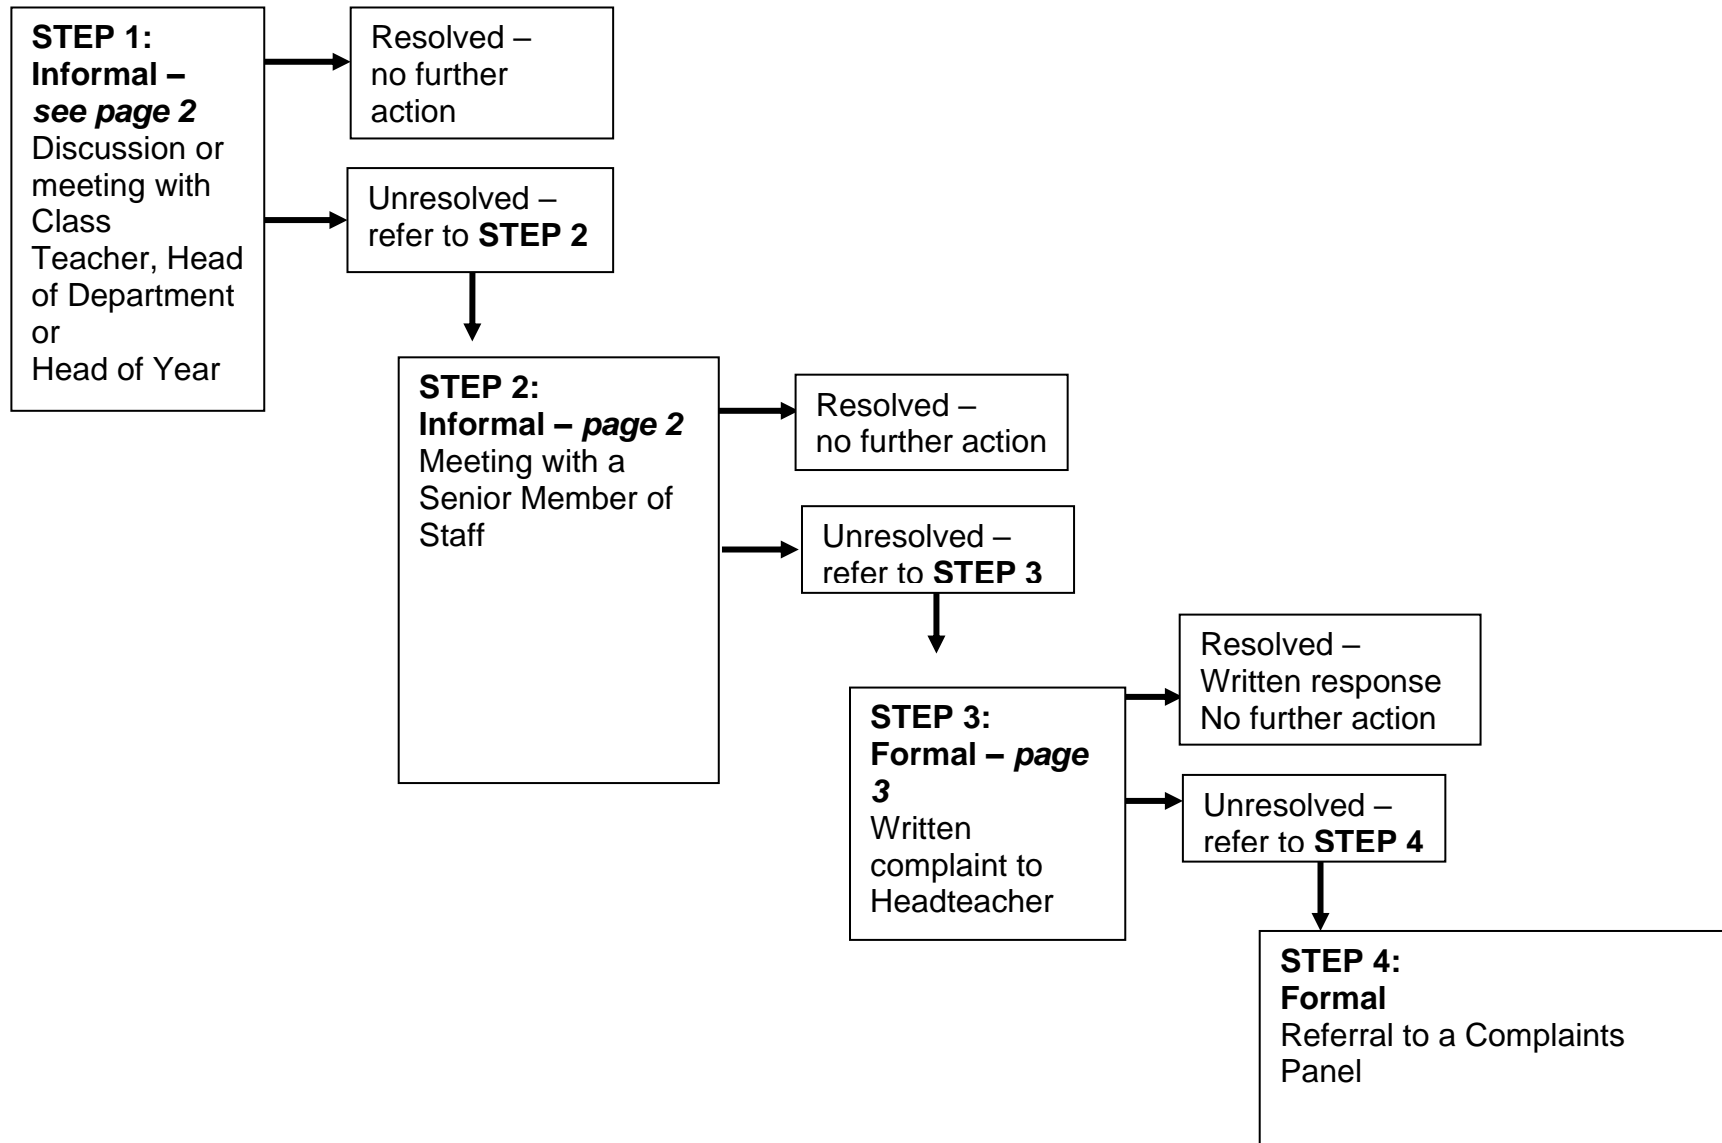 STEP 1:
Informal –
see page 2
Discussion or
meeting with
Class
Teacher, Head
of Department
or
Head of Year
Resolved –
no further
action
Unresolved –
refer to STEP 2
STEP 2:
Informal – page 2
Meeting with a
Senior Member of
Staff
Resolved –
no further action
Unresolved –
refer to STEP 3
STEP 3:
Formal – page
3
Written
complaint to
Headteacher
Resolved –
Written response
No further action
Unresolved –
refer to STEP 4
STEP 4:
Formal
Referral to a Complaints
Panel